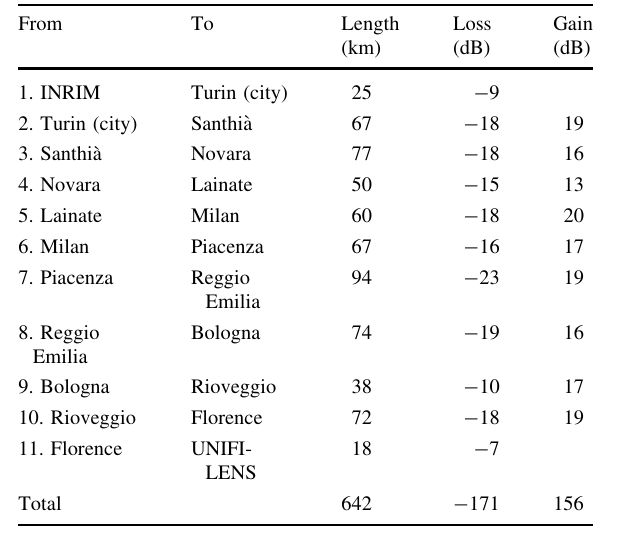 From To Length Loss Gain
(km) (dB) (dB)
1. INRIM Turin (city) 25 −9
2. Turin (city) Santhià 67 −18 19
3. Santhià Novara 77 −18 16
4. Novara Lainate 50 −15 13
5. Lainate Milan 60 −18 20
6. Milan Piacenza 67 −16 17
7. Piacenza Reggio 94 −23 19
Emilia
8. Reggio Bologna 74 −19 16
Emilia
9. Bologna Rioveggio 38 −10 17
10. Rioveggio Florence 72 −18 19
11. Florence UNIFI- 18 −7
LENS
Total 642 −171 156